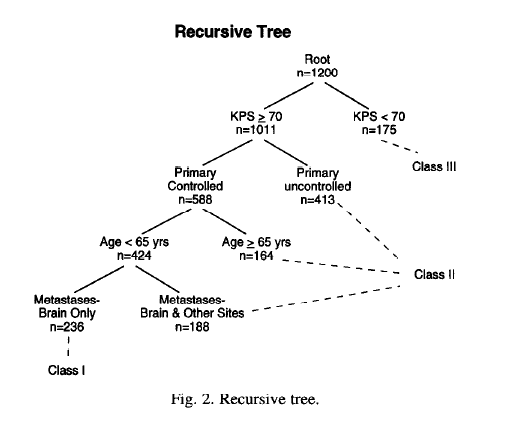 Recursive Tree
Root
n=1200
KPS ≥ 70
n=1011
KPS < 70
n=175
Class III
Primary
Controlled
n=588
Primary
uncontrolled
n=413
Age < 65 yrs
n=424
Age ≥ 65 yrs
n=164
Class II
Metastases-
Brain Only
n=236
Metastases-
Brain & Other Sites
n=188
Class I
Fig. 2. Recursive tree.